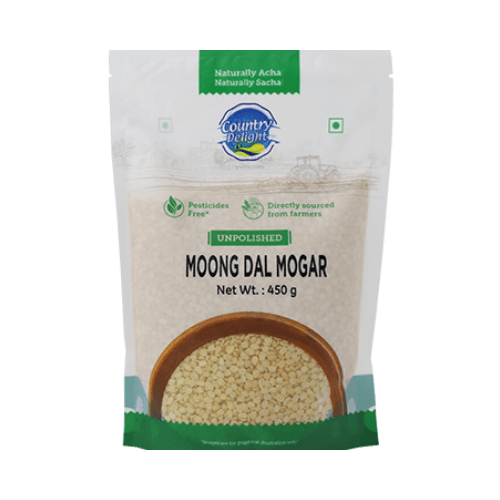 Naturally Acha
Naturally Sacha
Country
Delight
Pesticides
Free*
Directly sourced
from farmers
UNPOLISHED
MOONG DAL MOGAR
Net Wt. : 450 g